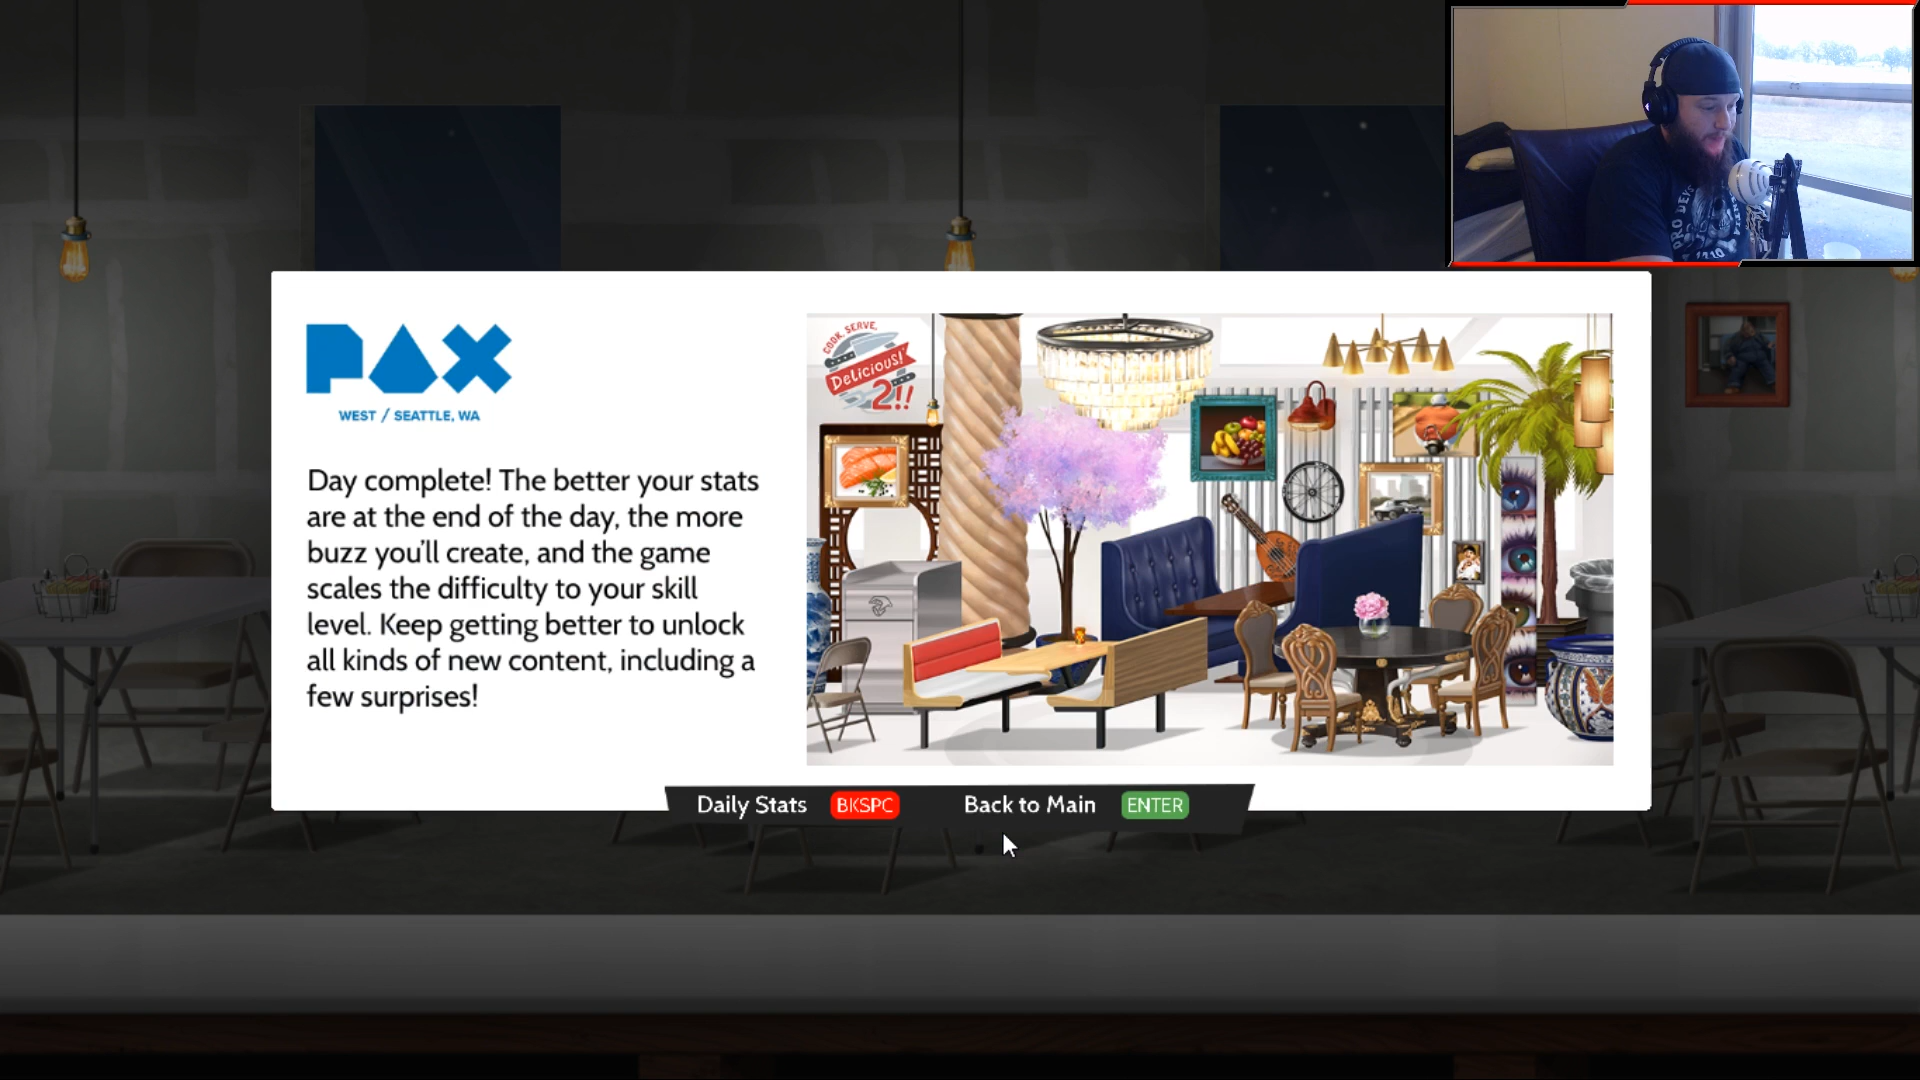 PAX
WEST / SEATTLE, WA
Day complete! The better your stats
are at the end of the day, the more
buzz you'll create, and the game
scales the difficulty to your skill
level. Keep getting better to unlock
all kinds of new content, including a
few surprises!
COOK, SERVE,
Delicious!
2!!
Daily Stats BKSPC Back to Main ENTER